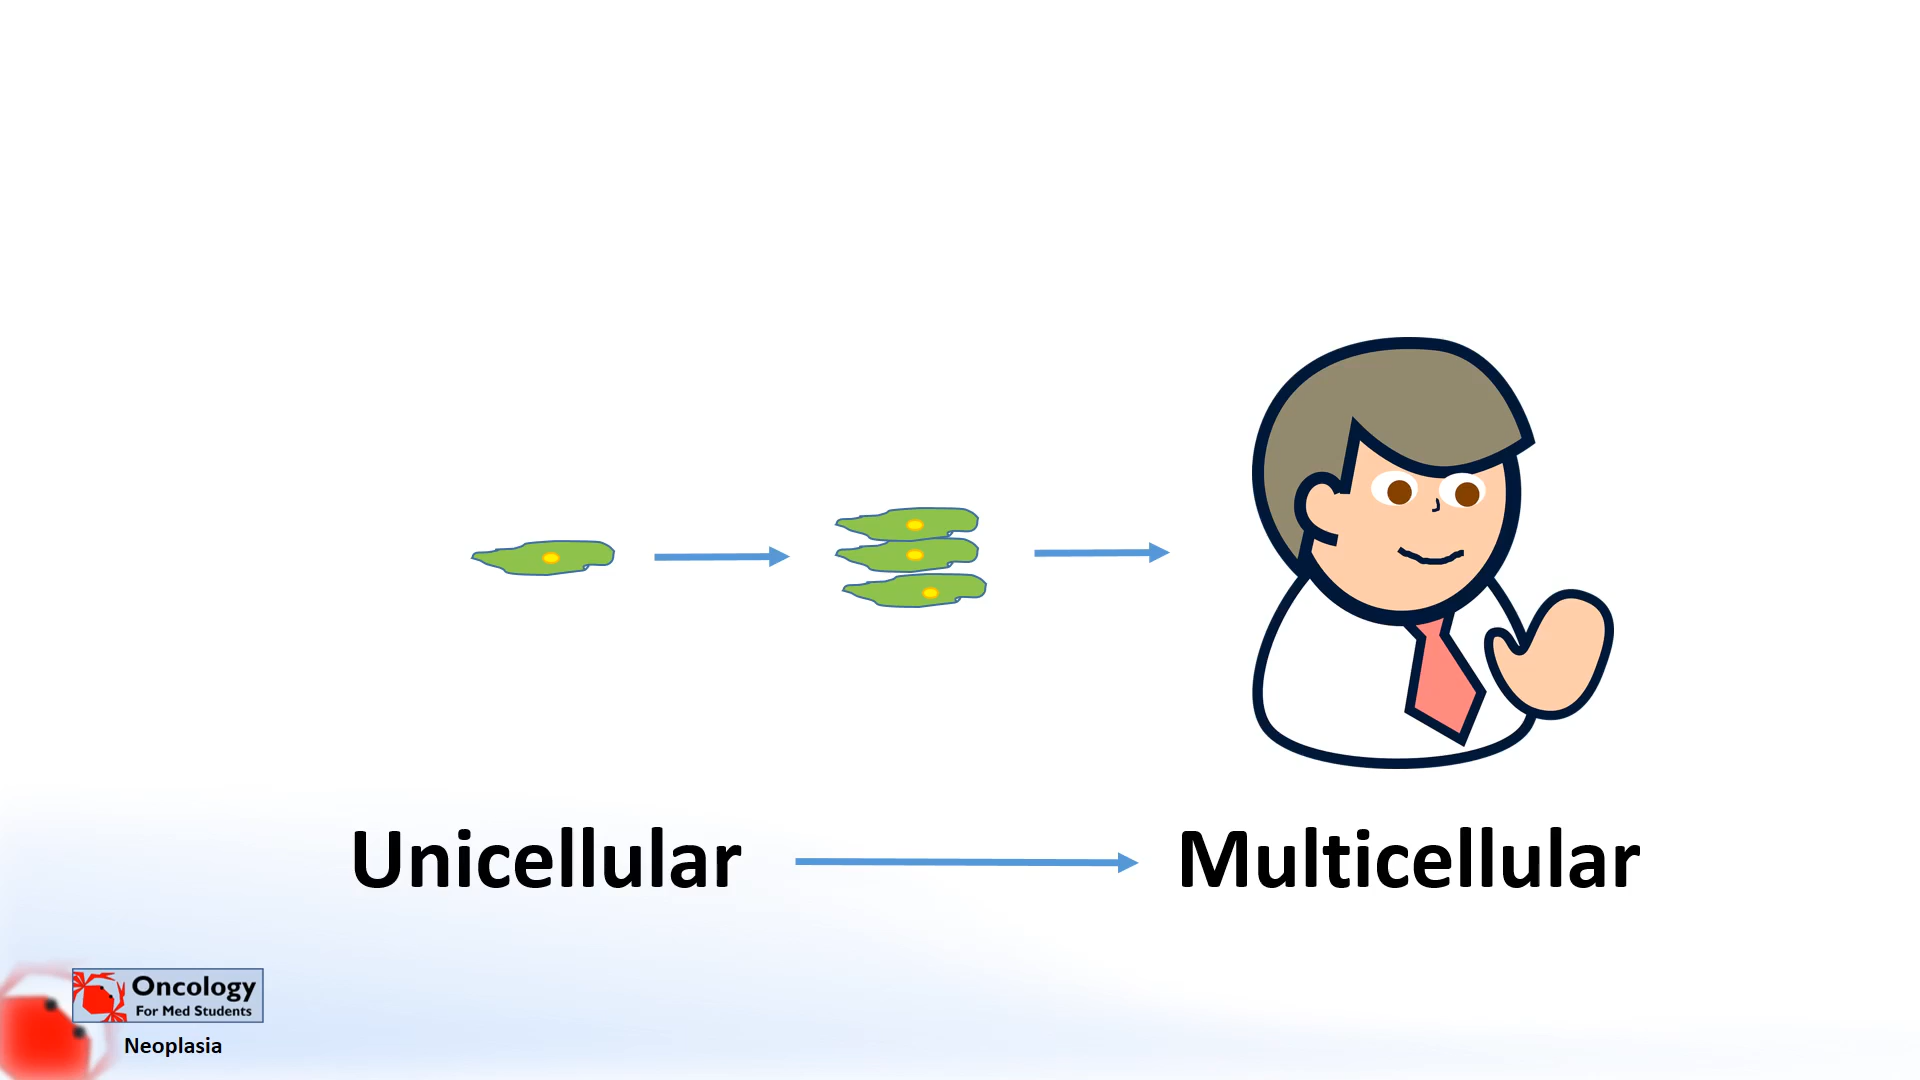 Unicellular
Multicellular
Oncology
For Med Students
Neoplasia